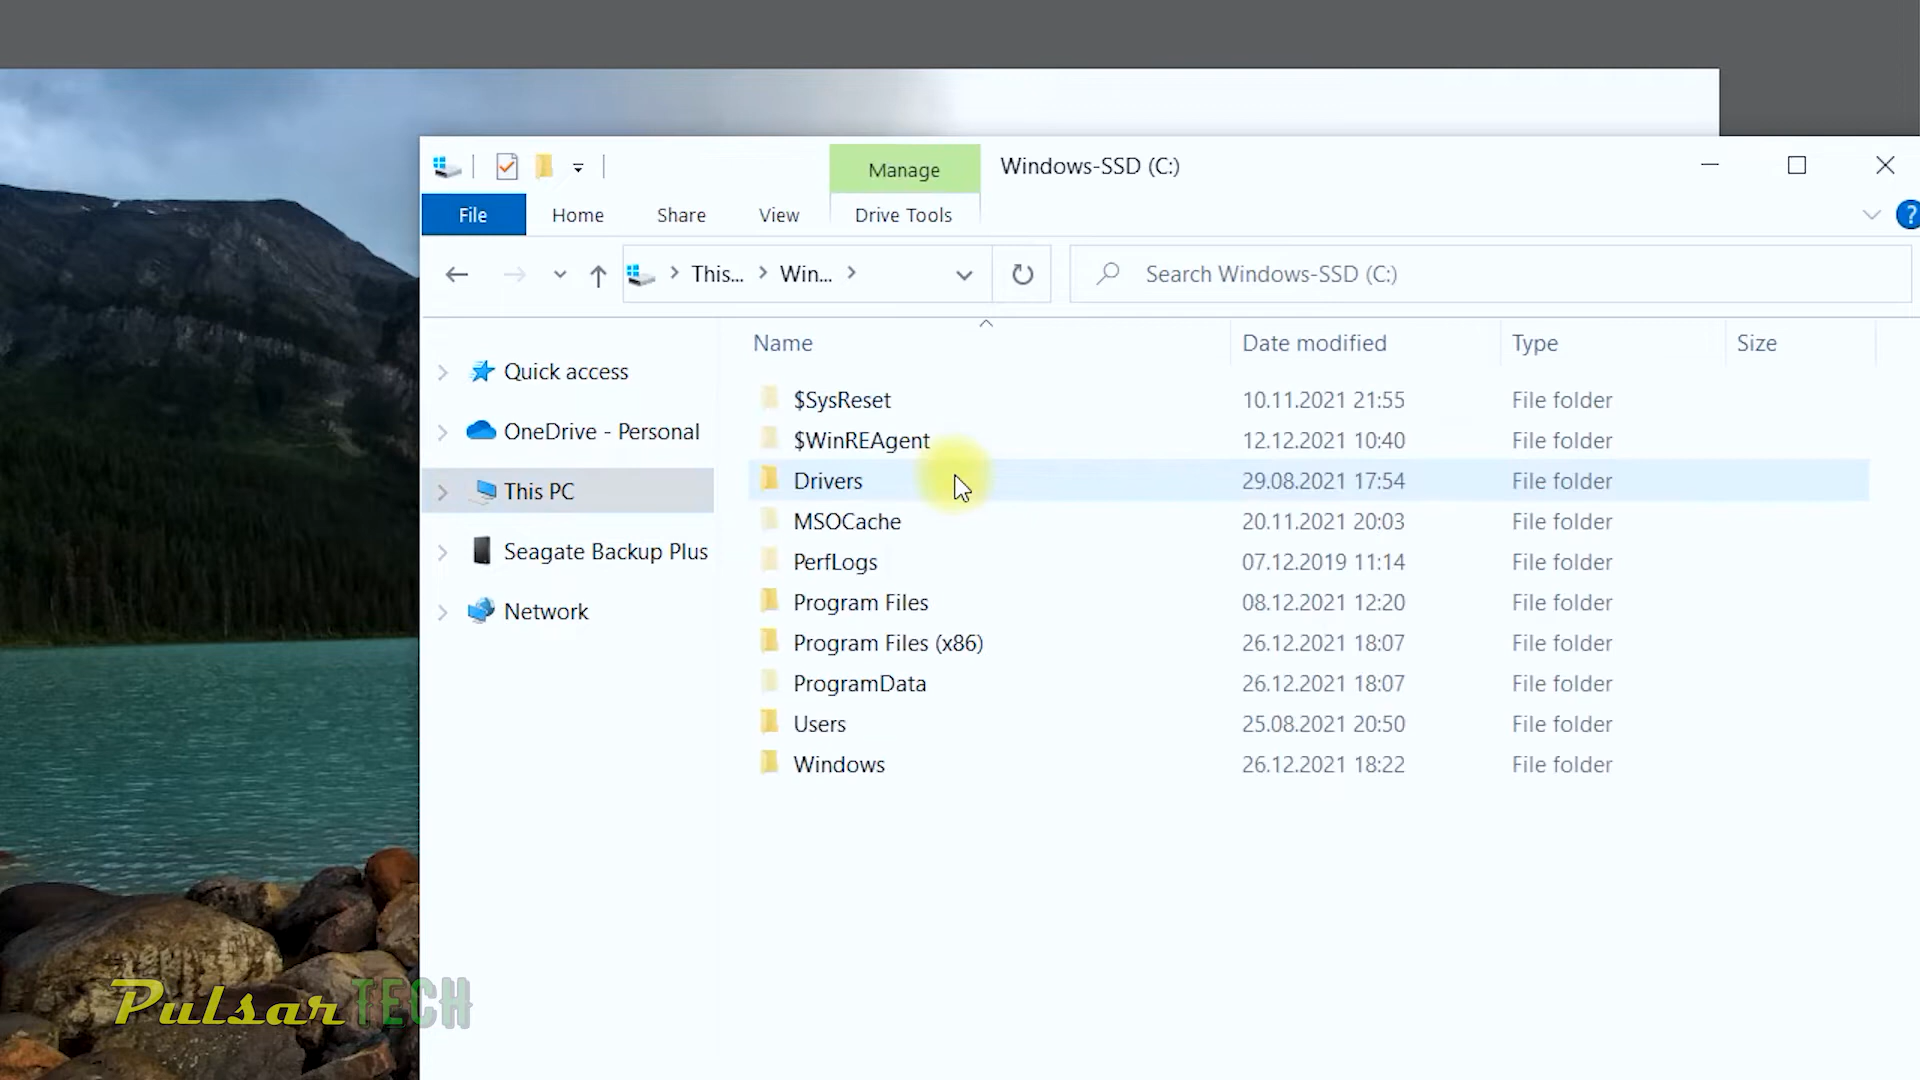 Manage
Windows-SSD (C:)
File
Home
Share
View
Drive Tools
?
This...
Win...
Search Windows-SSD (C:)
Name
Date modified
Type
Size
Quick access
OneDrive - Personal
This PC
Seagate Backup Plus
Network
$SysReset 10.11.2021 21:55 File folder
$WinREAgent 12.12.2021 10:40 File folder
Drivers 29.08.2021 17:54 File folder
MSOCache 20.11.2021 20:03 File folder
PerfLogs 07.12.2019 11:14 File folder
Program Files 08.12.2021 12:20 File folder
Program Files (x86) 26.12.2021 18:07 File folder
ProgramData 26.12.2021 18:07 File folder
Users 25.08.2021 20:50 File folder
Windows 26.12.2021 18:22 File folder
Pulsar TECH